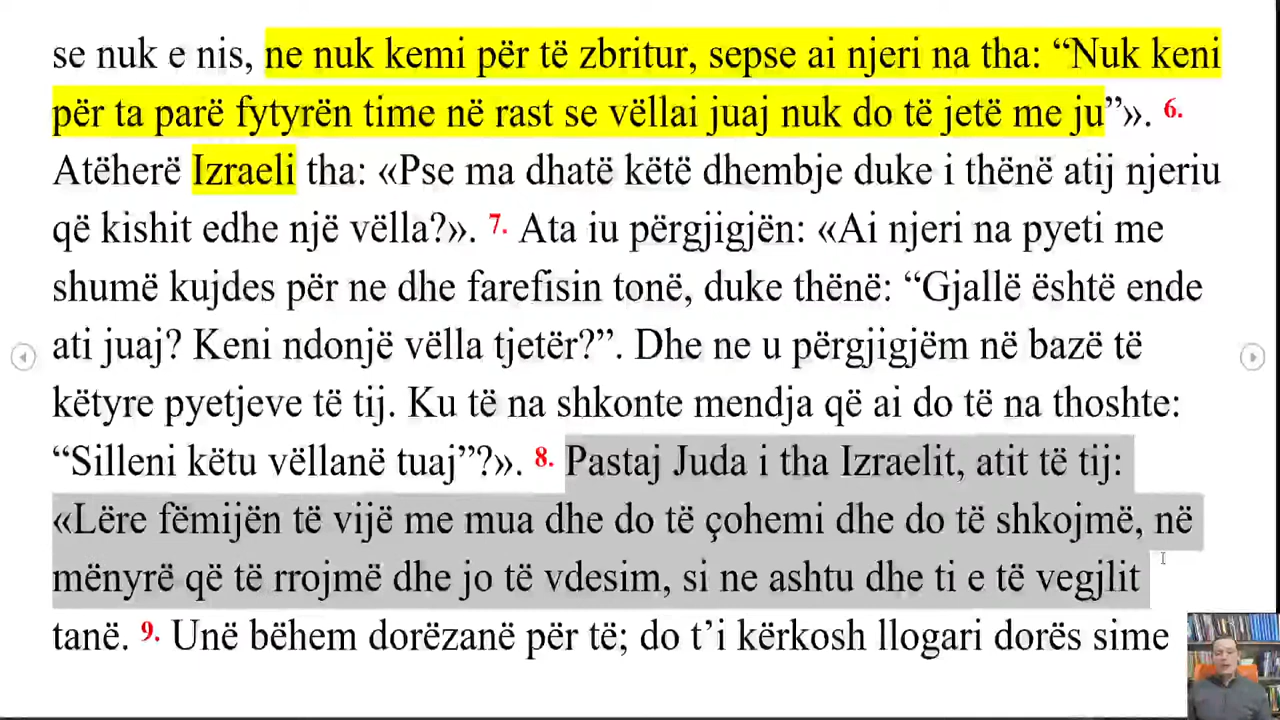 se nuk e nis, ne nuk kemi për të zbritur, sepse ai njeri na tha: “Nuk keni
për ta parë fytyrën time në rast se vëllai juaj nuk do të jetë me ju”». 6.
Atëherë Izraeli tha: «Pse ma dhatë këtë dhembje duke i thënë atij njeriu
që kishit edhe një vëlla?». 7. Ata iu përgjigjën: «Ai njeri na pyeti me
shumë kujdes për ne dhe farefisin tonë, duke thënë: “Gjallë është ende
ati juaj? Keni ndonjë vëlla tjetër?”. Dhe ne u përgjigjëm në bazë të
këtyre pyetjeve të tij. Ku të na shkonte mendja që ai do të na thoshte:
“Silleni këtu vëllanë tuaj”?». 8. Pastaj Juda i tha Izraelit, atit të tij:
«Lëre fëmijën të vijë me mua dhe do të çohemi dhe do të shkojmë, në
mënyrë që të rrojmë dhe jo të vdesim, si ne ashtu dhe ti e të vegjlit
tanë. 9. Unë bëhem dorëzanë për të; do t’i kërkosh llogari dorës sime